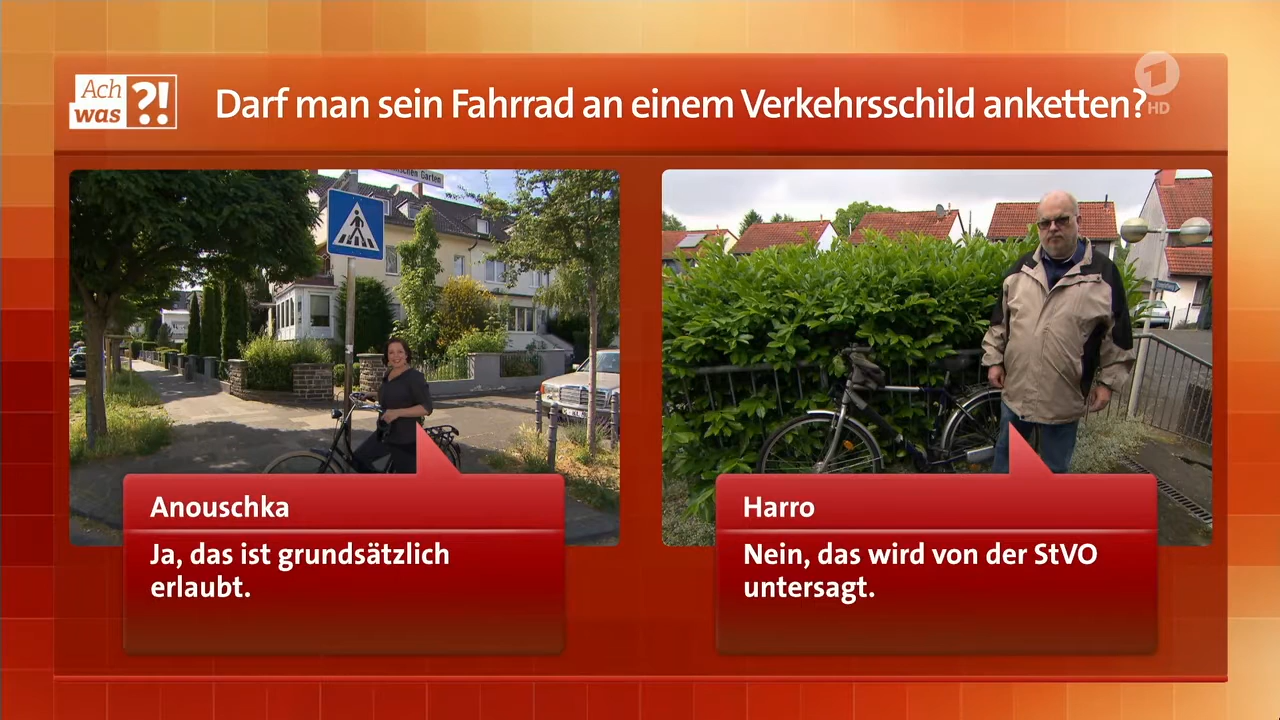 Ach
was ?!
Darf man sein Fahrrad an einem Verkehrsschild anketten?
1
HD
Garten
Anouschka
Ja, das ist grundsätzlich
erlaubt.
Harro
Nein, das wird von der StVO
untersagt.